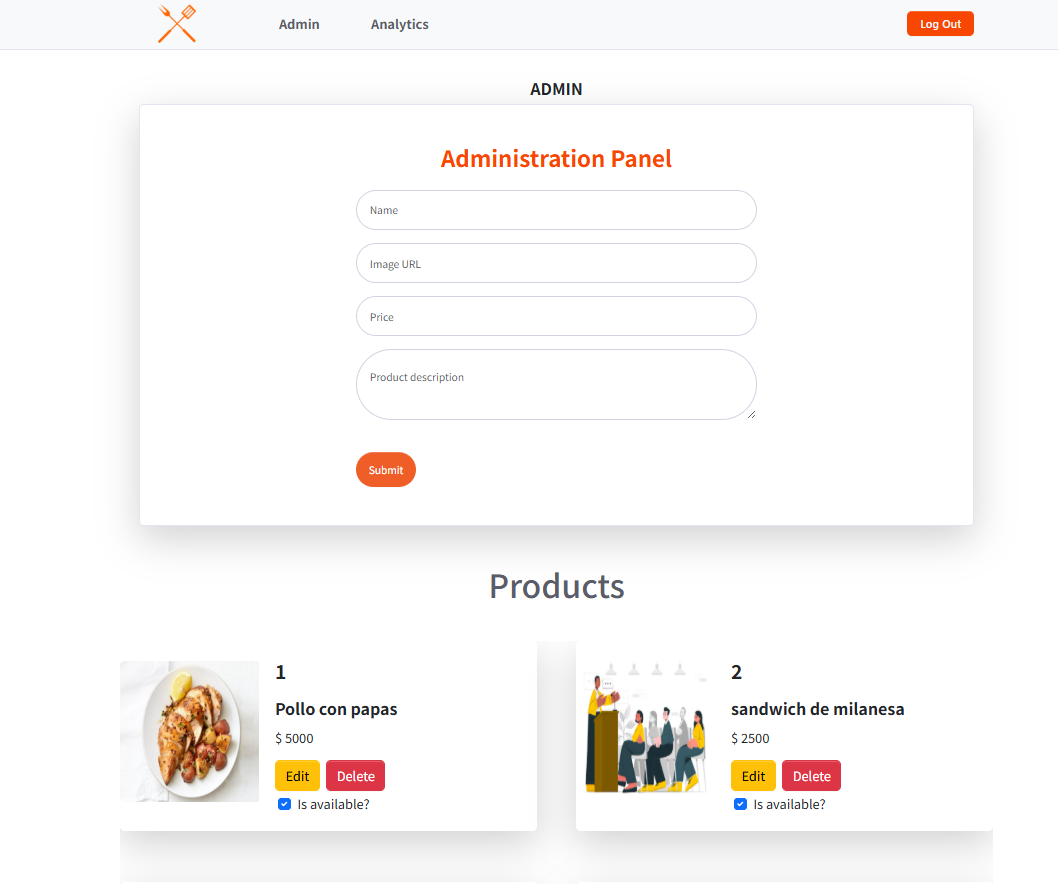 Admin
Analytics
Log Out
ADMIN
Administration Panel
Name
Image URL
Price
Product description
Submit
Products
1
Pollo con papas
$ 5000
Edit
Delete
Is available?
2
sandwich de milanesa
$ 2500
Edit
Delete
Is available?